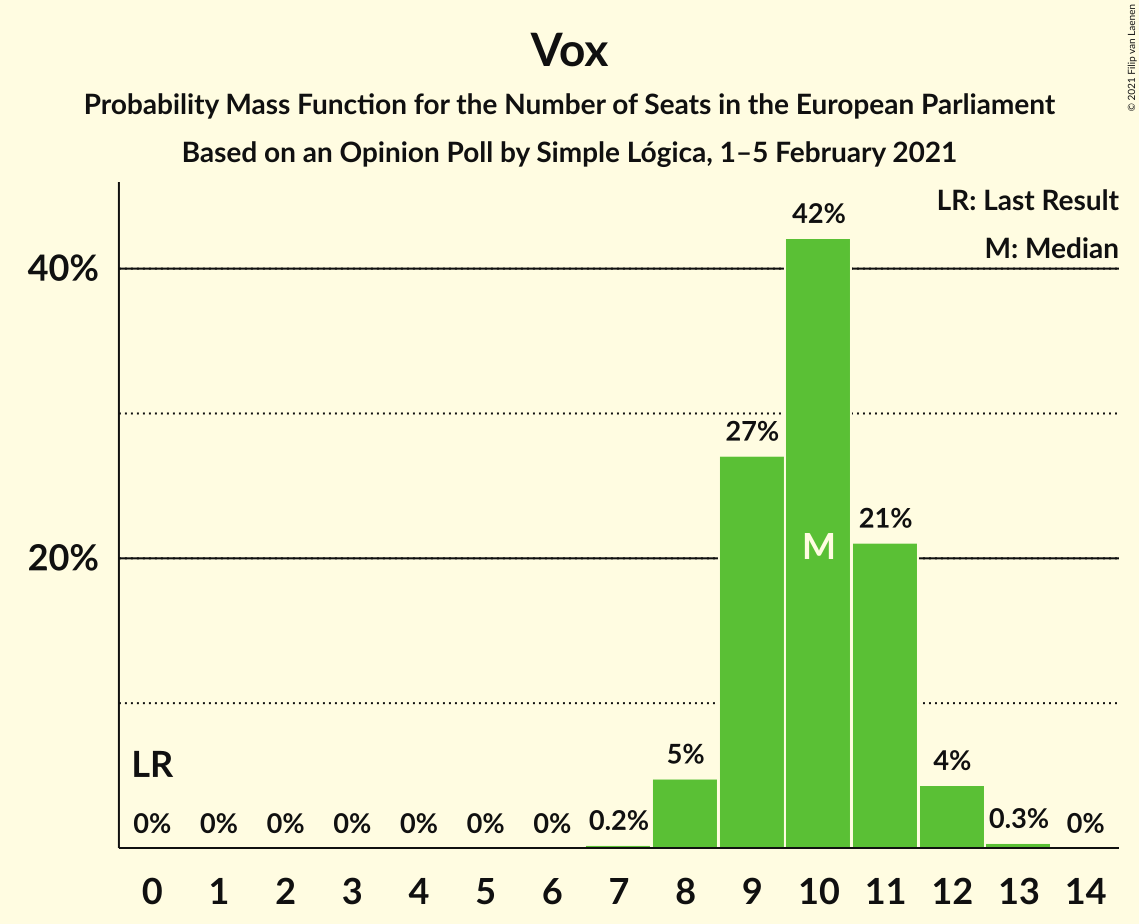 Vox
Probability Mass Function for the Number of Seats in the European Parliament
Based on an Opinion Poll by Simple Lógica, 1–5 February 2021
© 2021 Filip van Laenen
LR: Last Result
M: Median
40%
20%
42%
27%
21%
M
5%
4%
LR
0% 0% 0% 0% 0% 0% 0% 0.2% 0.3% 0%
0 1 2 3 4 5 6 7 8 9 10 11 12 13 14